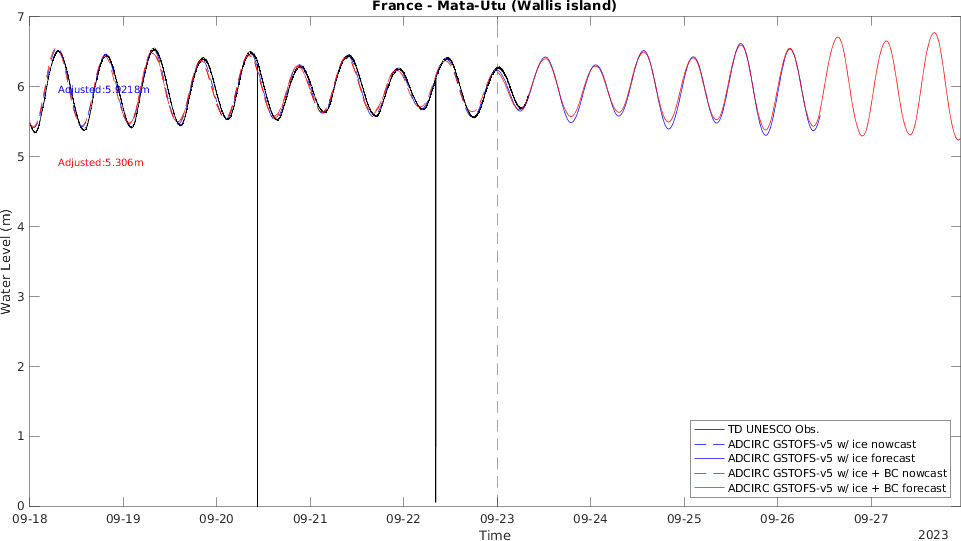 France - Mata-Utu (Wallis island)
7
6
5
4
3
2
1
0
Water Level (m)
Adjusted:5.9218m
Adjusted:5.306m
TD UNESCO Obs.
ADCIRC GSTOFS-v5 w/ ice nowcast
ADCIRC GSTOFS-v5 w/ ice forecast
ADCIRC GSTOFS-v5 w/ ice + BC nowcast
ADCIRC GSTOFS-v5 w/ ice + BC forecast
09-18 09-19 09-20 09-21 09-22 09-23 09-24 09-25 09-26 09-27
Time
2023